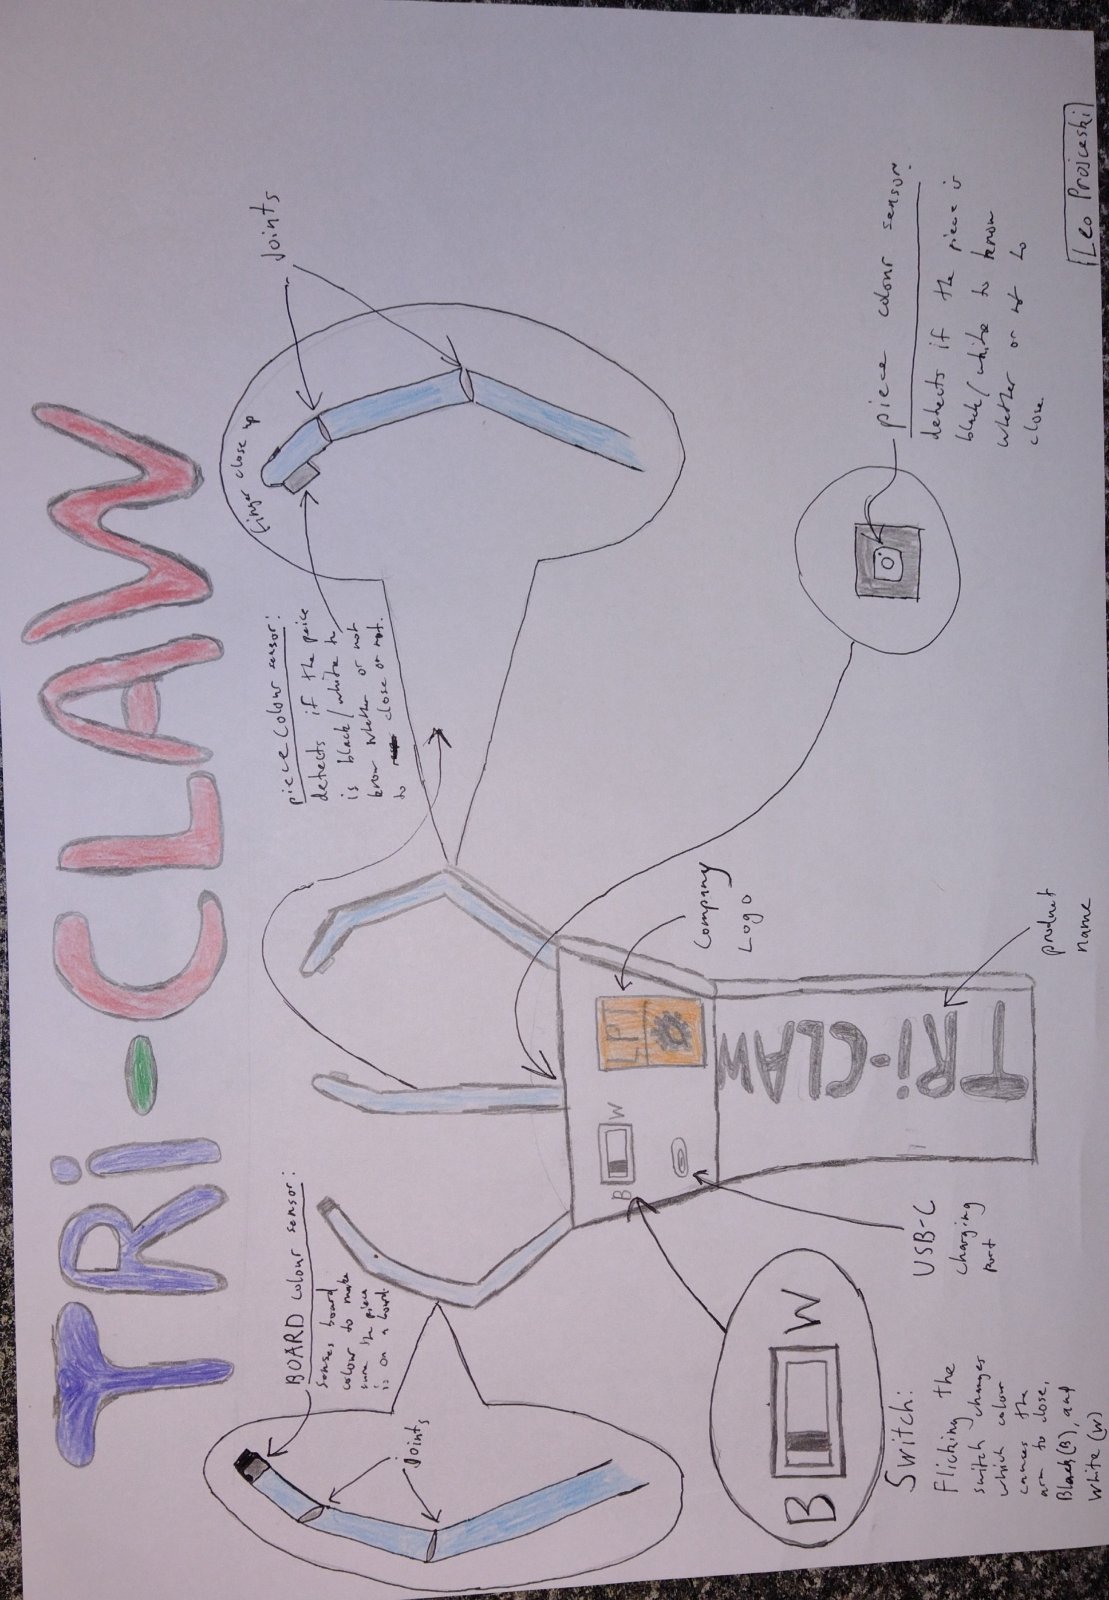 TRi-CLAW
BOARD colour sensor:
Senses board
colour to make
sure the piece
is on a board.
Joints
piece colour sensor:
detects if the peice
is black/white to
know whether or not
to close or not.
finger close up
Joints
B
W
LPT
Company
Logo
TRi-CLAW
B
W
Switch:
Flicking the
switch changes
which colour
causes the
arm to close,
Black(B), and
White (W)
USB-C
charging
port
product
name
piece colour sensor:
detects if the piece is
black/white to know
whether or not to
close.
Leo Projceski